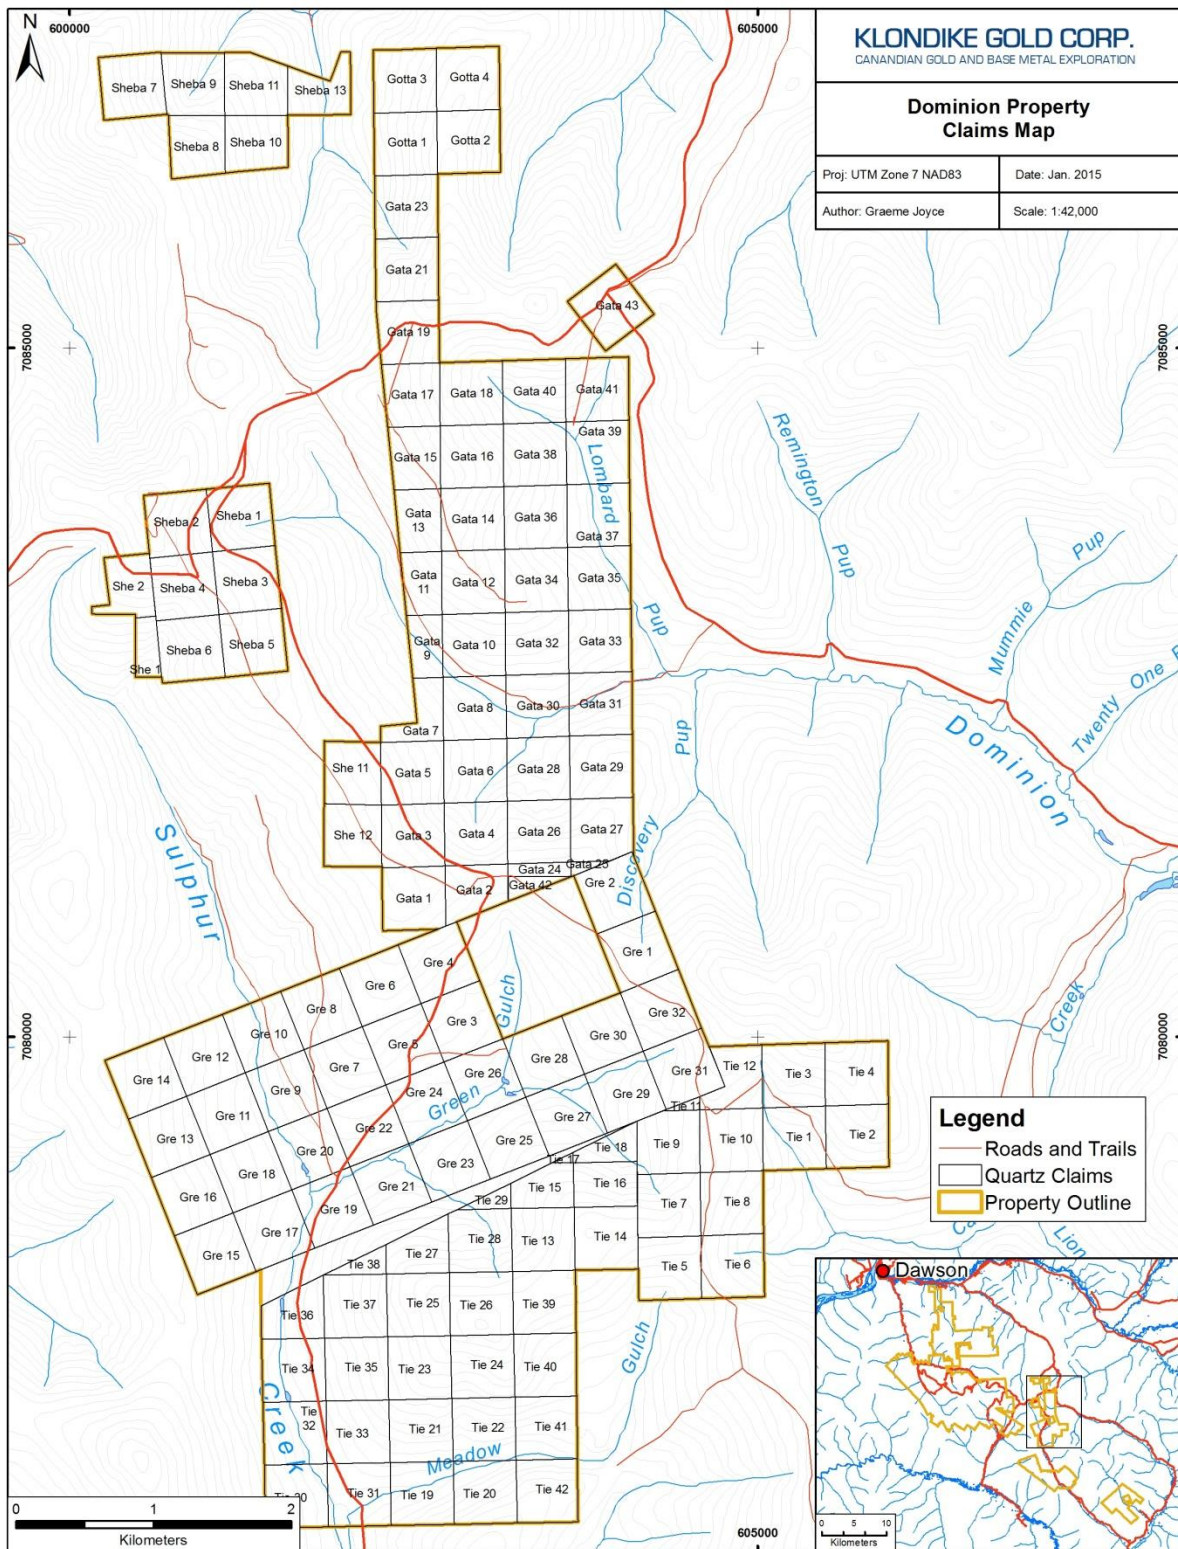 N
600000
605000
KLONDIKE GOLD CORP.
CANANDIAN GOLD AND BASE METAL EXPLORATION
Dominion Property
Claims Map
Proj: UTM Zone 7 NAD83
Date: Jan. 2015
Author: Graeme Joyce
Scale: 1:42,000
Sheba 7
Sheba 9
Sheba 11
Sheba 13
Sheba 8
Sheba 10
Gotta 3
Gotta 4
Gotta 1
Gotta 2
Gata 23
Gata 21
Gata 43
Gata 19
7085000
7085000
Gata 17
Gata 18
Gata 40
Gata 41
Gata 39
Gata 15
Gata 16
Gata 38
Lombard
Remington
Gata
13
Gata 14
Gata 36
Gata 37
Sheba 2
Sheba 1
Pup
Pup
She 2
Sheba 4
Sheba 3
Gata
11
Gata 12
Gata 34
Gata 35
Pup
Mummie
Sheba 6
Sheba 5
She 1
Gata
9
Gata 10
Gata 32
Gata 33
Gata 8
Gata 30
Gata 31
Gata 7
Pup
Dominion
Twenty One
She 11
Gata 5
Gata 6
Gata 28
Gata 29
She 12
Gata 3
Gata 4
Gata 26
Gata 27
Discovery
Sulphur
Gata 24
Gata 25
Gata 1
Gata 2
Gata 42
Gre 2
Gre 1
Gre 4
Gre 6
Gre 8
Gre 10
Gre 12
Gre 14
Gre 3
Gre 5
Gre 7
Gre 9
Gre 11
Gre 13
Gulch
Gre 32
Gre 30
Gre 28
Gre 26
Gre 24
Gre 22
Gre 20
Gre 18
Gre 16
Green
Gre 31
Gre 29
Gre 27
Gre 25
Gre 23
Gre 21
Gre 19
Gre 17
Gre 15
7080000
7080000
Creek
Tie 12
Tie 3
Tie 4
Tie 11
Tie 9
Tie 10
Tie 1
Tie 2
Tie 18
Tie 17
Tie 29
Tie 15
Tie 16
Tie 7
Tie 8
Tie 38
Tie 27
Tie 28
Tie 13
Tie 14
Tie 5
Tie 6
Tie 36
Tie 37
Tie 25
Tie 26
Tie 39
Tie 34
Tie 35
Tie 23
Tie 24
Tie 40
Gulch
Creek
Tie
32
Tie 33
Tie 21
Tie 22
Tie 41
Meadow
Tie 31
Tie 19
Tie 20
Tie 42
Legend
Roads and Trails
Quartz Claims
Property Outline
Lion
Dawson
0 5 10
Kilometers
0 1 2
Kilometers
605000